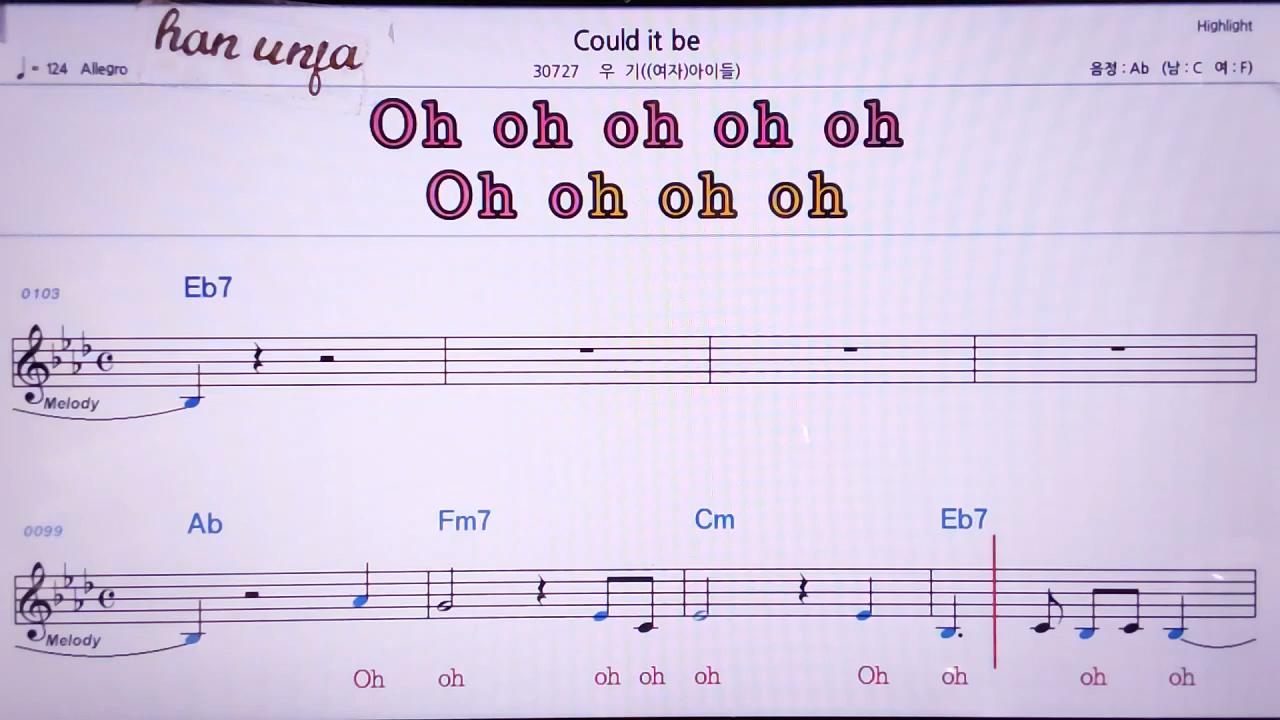 han unja
Could it be
Highlight
♩= 124 Allegro
30727 우 기((여자)아이들)
음정 : Ab (남 : C 여 : F)
Oh oh oh oh oh
Oh oh oh oh
0103
Eb7
Melody
0099
Ab Fm7 Cm Eb7
Melody
Oh oh oh oh oh Oh oh oh oh